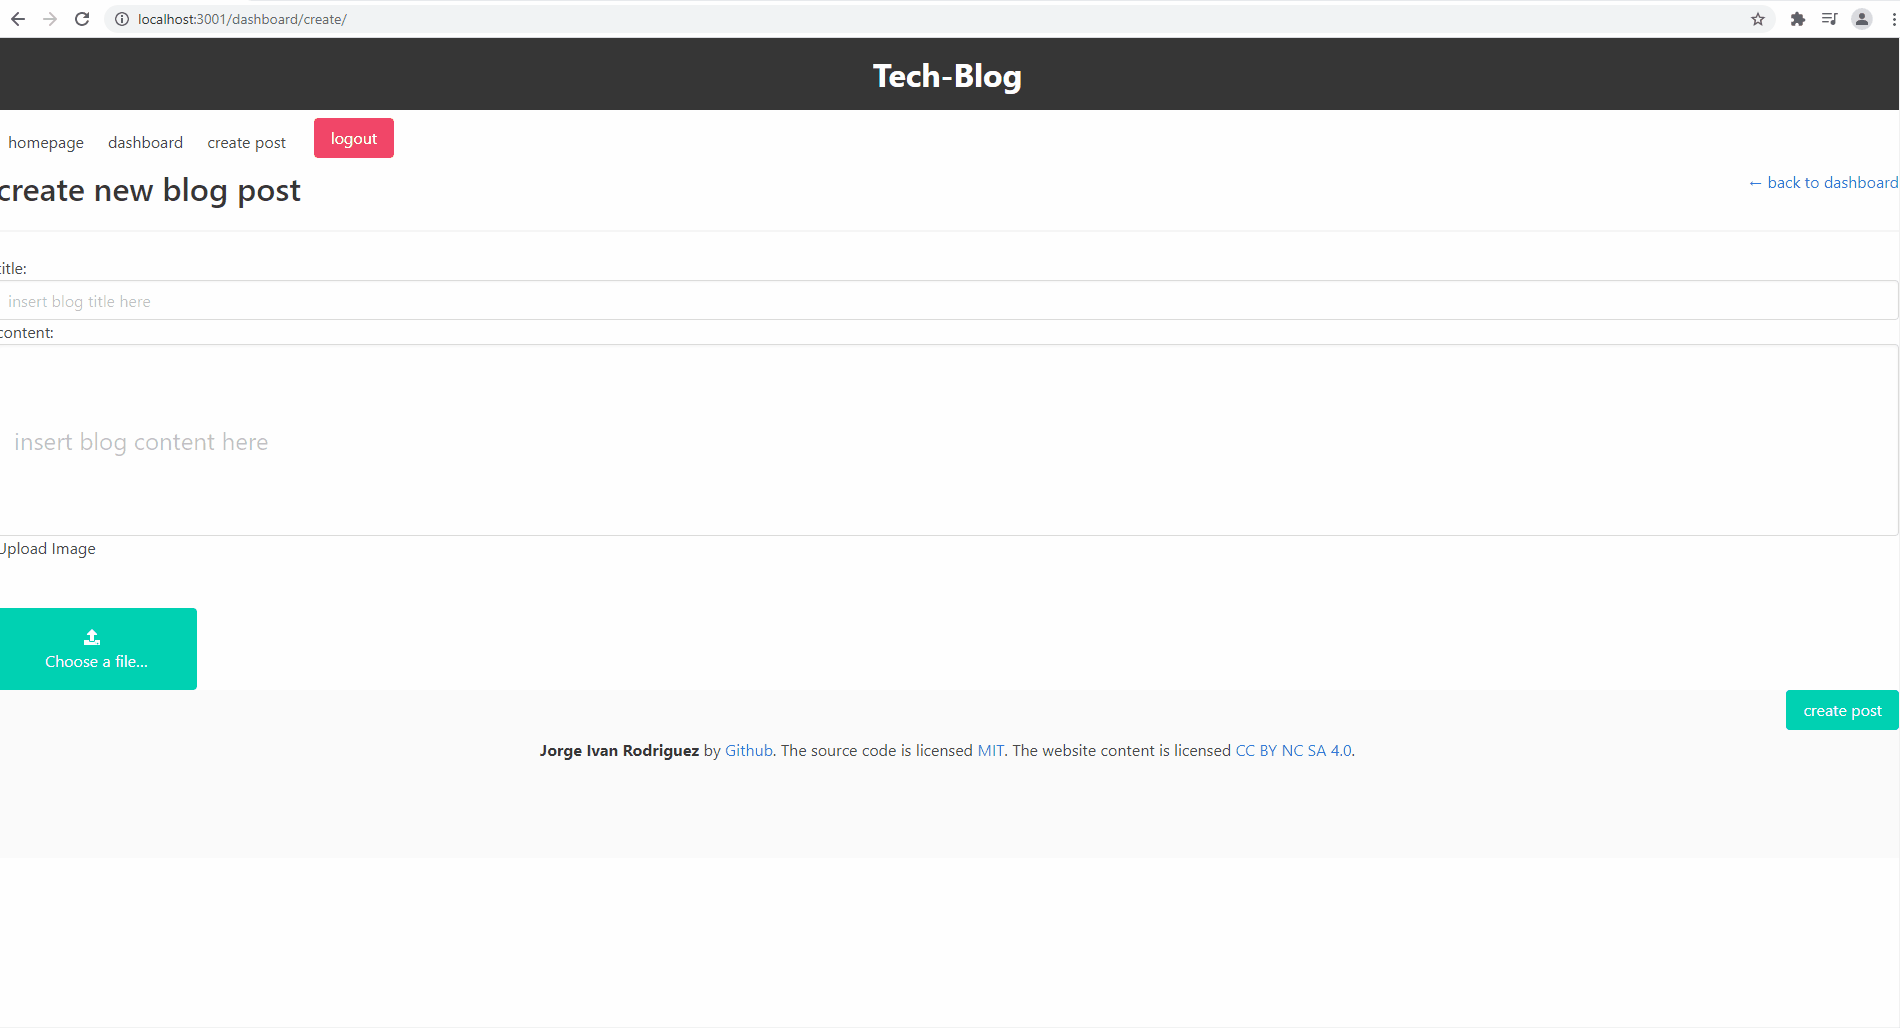 localhost:3001/dashboard/create/
Tech-Blog
homepage dashboard create post logout
create new blog post
← back to dashboard
title:
insert blog title here
content:
insert blog content here
Upload Image
Choose a file...
create post
Jorge Ivan Rodriguez by Github. The source code is licensed MIT. The website content is licensed CC BY NC SA 4.0.